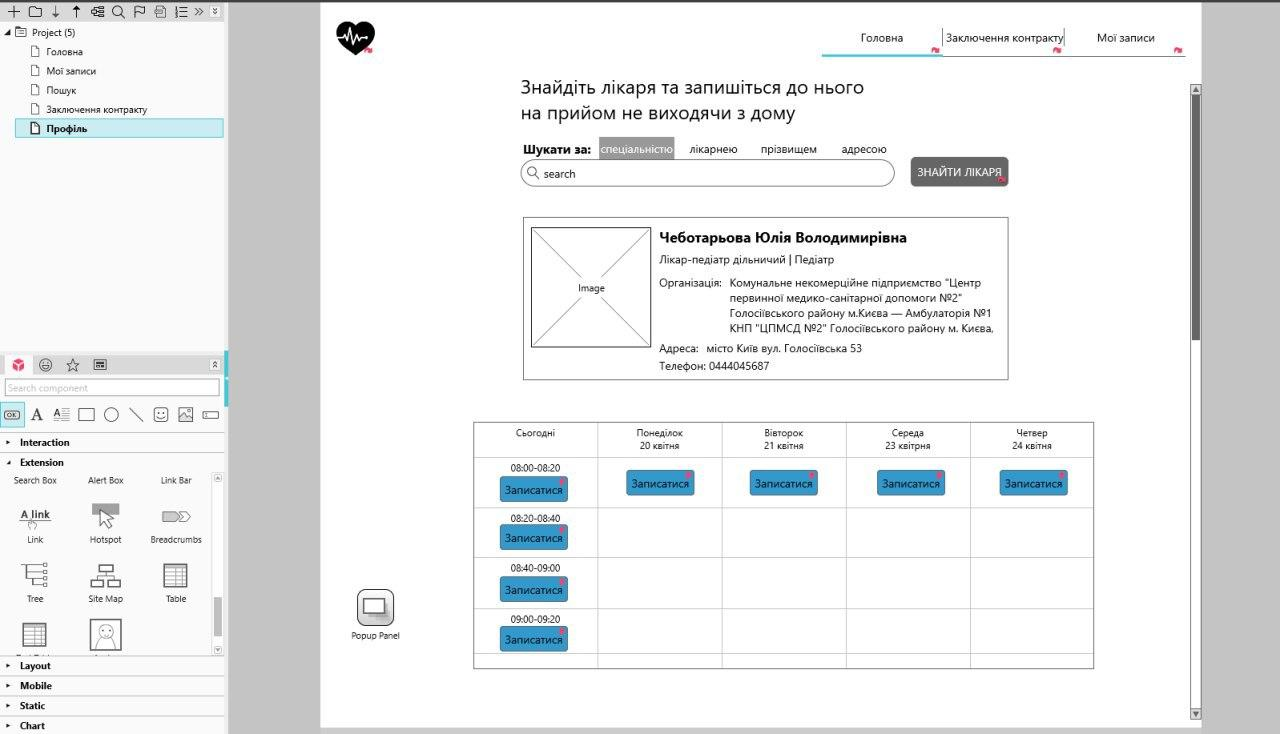 Project (5)
Головна
Мої записи
Пошук
Заключення контракту
Профіль
Search component
OK
A
A
Interaction
Extension
Search Box
Alert Box
Link Bar
A link
Link
Hotspot
Breadcrumbs
Tree
Site Map
Table
Layout
Mobile
Static
Chart
Головна
Заключення контракту
Мої записи
Знайдіть лікаря та запишіться до нього
на прийом не виходячи з дому
Шукати за: спеціальністю лікарнею прізвищем адресою
search
ЗНАЙТИ ЛІКАРЯ
Image
Чеботарьова Юлія Володимирівна
Лікар-педіатр дільничий | Педіатр
Організація: Комунальне некомерційне підприємство "Центр
первинної медико-санітарної допомоги №2"
Голосіївського району м.Києва — Амбулаторія №1
КНП "ЦПМСД №2" Голосіївського району м. Києва.
Адреса: місто Київ вул. Голосіївська 53
Телефон: 0444045687
Сьогодні
Понеділок
20 квітня
Вівторок
21 квітня
Середа
23 квітрня
Четвер
24 квітня
08:00-08:20
Записатися
Записатися
Записатися
Записатися
Записатися
08:20-08:40
Записатися
08:40-09:00
Записатися
09:00-09:20
Записатися
Popup Panel